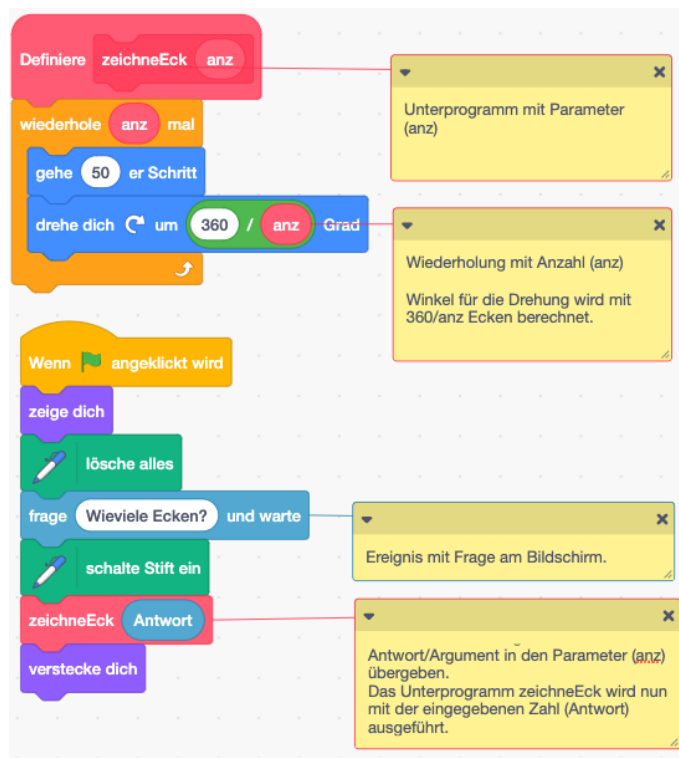 Definiere zeichneEck anz
wiederhole anz mal
gehe 50 er Schritt
drehe dich um 360 / anz Grad
Unterprogramm mit Parameter
(anz)
Wiederholung mit Anzahl (anz)
Winkel für die Drehung wird mit
360/anz Ecken berechnet.
Wenn angeklickt wird
zeige dich
lösche alles
frage Wieviele Ecken? und warte
schalte Stift ein
zeichneEck Antwort
verstecke dich
Ereignis mit Frage am Bildschirm.
Antwort/Argument in den Parameter (anz)
übergeben.
Das Unterprogramm zeichneEck wird nun
mit der eingegebenen Zahl (Antwort)
ausgeführt.